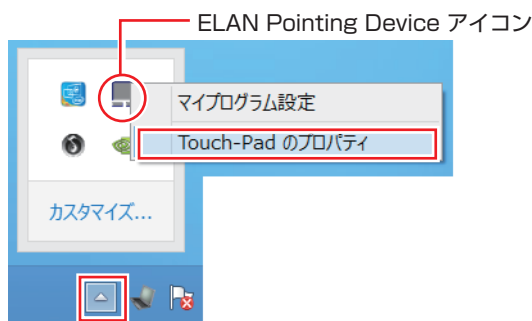 ELAN Pointing Device アイコン
マイプログラム設定
Touch-Pad のプロパティ
カスタマイズ...